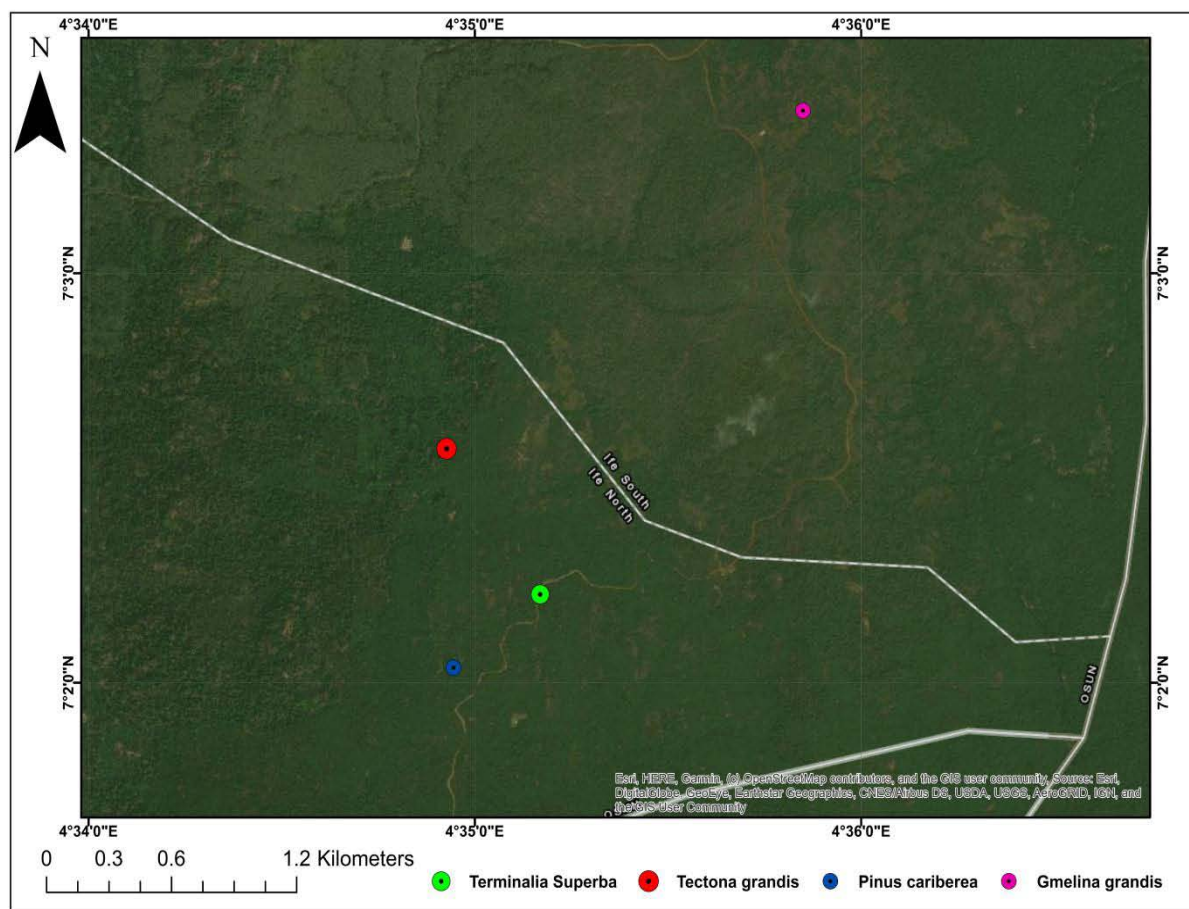 4°34'0"E 4°35'0"E 4°36'0"E
N
7°3'0"N 7°3'0"N
Ife South
Ife North
7°2'0"N 7°2'0"N
OSUN
Esri, HERE, Garmin, (c) OpenStreetMap contributors, and the GIS user community, Source: Esri,
DigitalGlobe, GeoEye, Earthstar Geographics, CNES/Airbus DS, USDA, USGS, AeroGRID, IGN, and
the GIS User Community
4°34'0"E 4°35'0"E 4°36'0"E
0 0.3 0.6 1.2 Kilometers
Terminalia Superba Tectona grandis Pinus cariberea Gmelina grandis